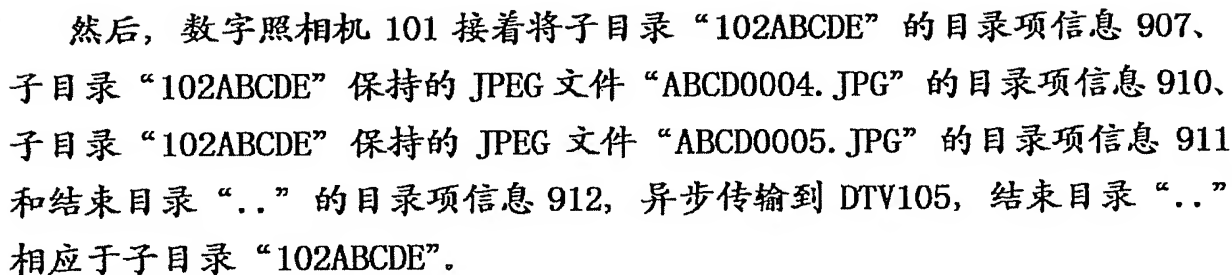 然后，数字照相机 101 接着将子目录“102ABCDE”的目录项信息 907、
子目录“102ABCDE”保持的 JPEG 文件“ABCD0004.JPG”的目录项信息 910、
子目录“102ABCDE”保持的 JPEG 文件“ABCD0005.JPG”的目录项信息 911
和结束目录“..”的目录项信息 912，异步传输到 DTV105，结束目录“..”
相应于子目录“102ABCDE”。